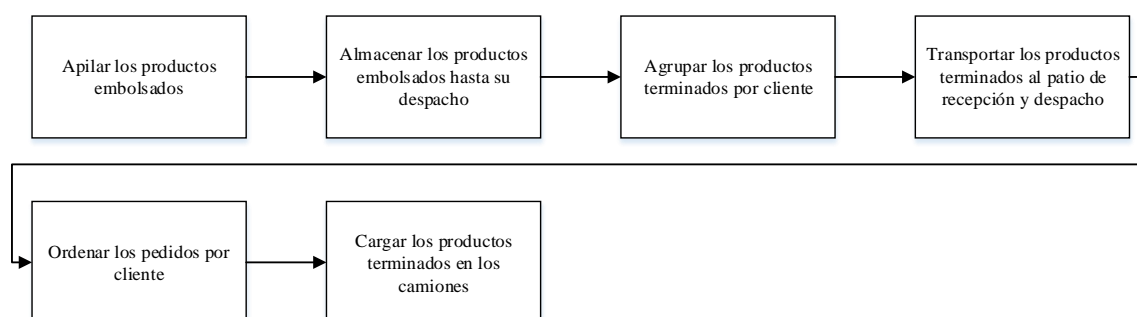 Apilar los productos
embolsados
Almacenar los productos
embolsados hasta su
despacho
Agrupar los productos
terminados por cliente
Transportar los productos
terminados al patio de
recepción y despacho
Ordenar los pedidos por
cliente
Cargar los productos
terminados en los
camiones